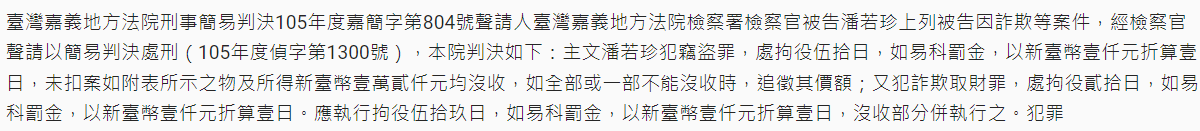 臺灣嘉義地方法院刑事簡易判決105年度嘉簡字第804號聲請人臺灣嘉義地方法院檢察署檢察官被告潘若珍上列被告因詐欺等案件，經檢察官
聲請以簡易判決處刑（105年度偵字第1300號），本院判決如下：主文潘若珍犯竊盜罪，處拘役伍拾日，如易科罰金，以新臺幣壹仟元折算壹
日，未扣案如附表所示之物及所得新臺幣壹萬貳仟元均沒收，如全部或一部不能沒收時，追徵其價額；又犯詐欺取財罪，處拘役貳拾日，如易
科罰金，以新臺幣壹仟元折算壹日。應執行拘役伍拾玖日，如易科罰金，以新臺幣壹仟元折算壹日，沒收部分併執行之。犯罪